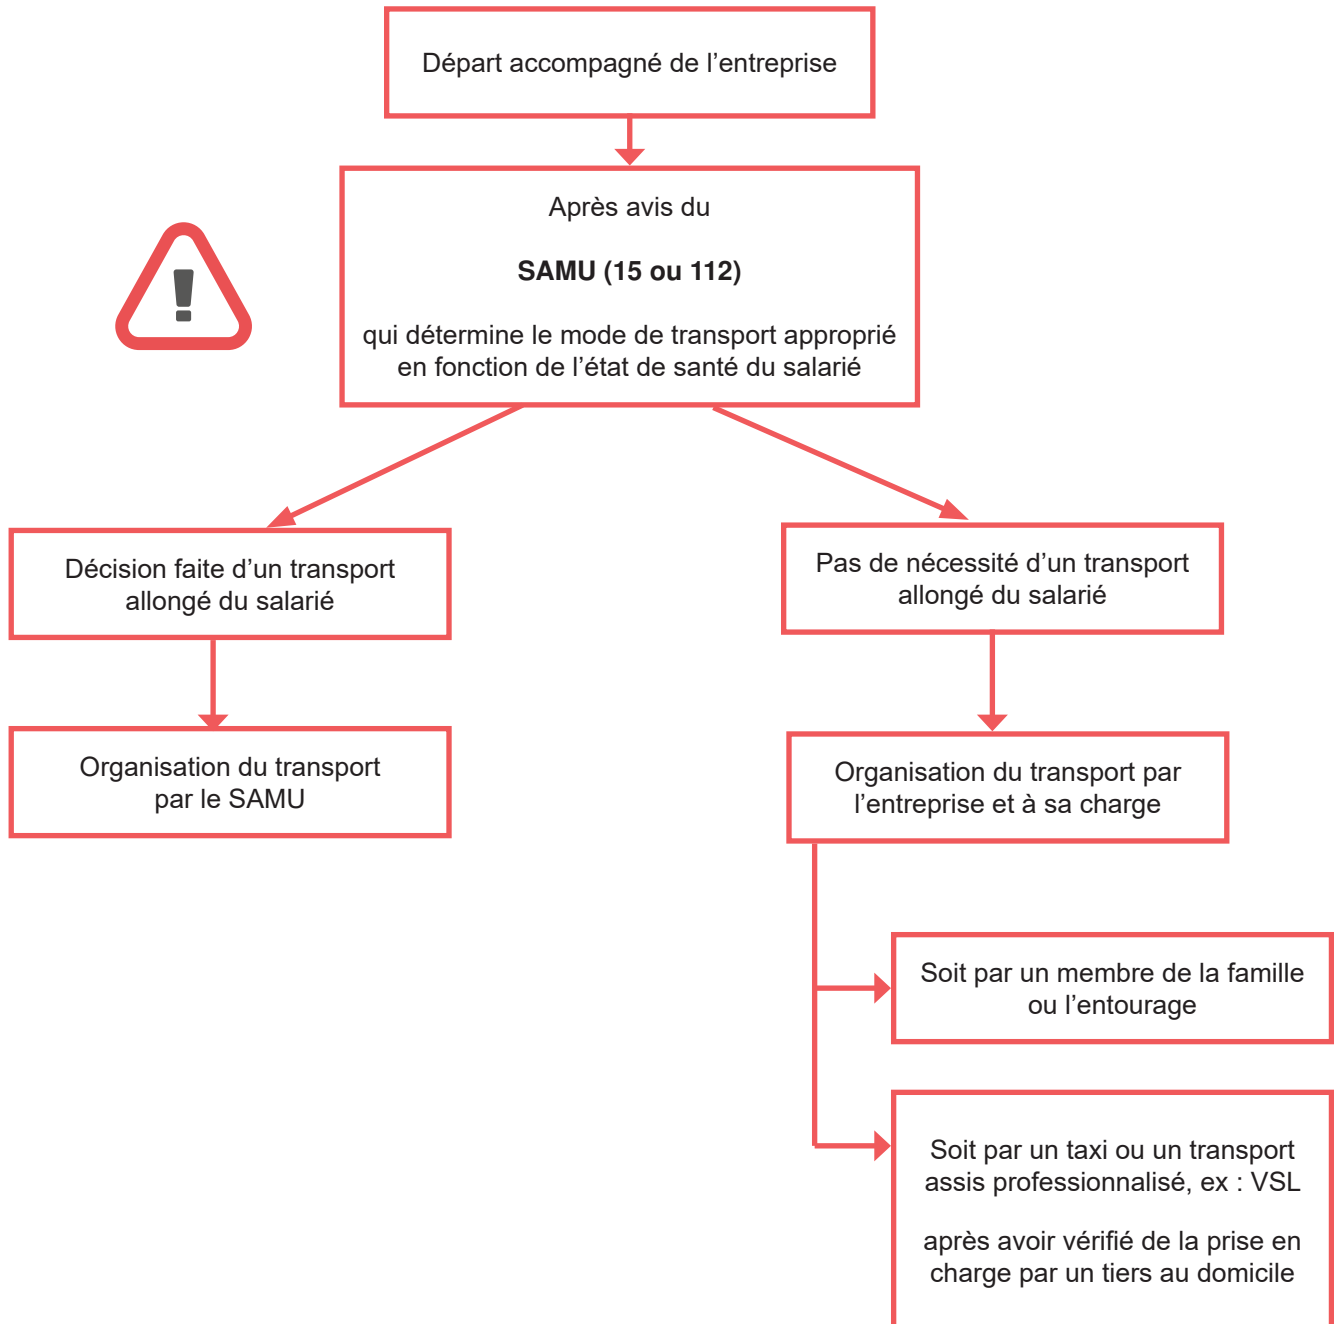 Départ accompagné de l’entreprise
Après avis du
SAMU (15 ou 112)
qui détermine le mode de transport approprié
en fonction de l’état de santé du salarié
Décision faite d’un transport
allongé du salarié
Pas de nécessité d’un transport
allongé du salarié
Organisation du transport
par le SAMU
Organisation du transport par
l’entreprise et à sa charge
Soit par un membre de la famille
ou l’entourage
Soit par un taxi ou un transport
assis professionnalisé, ex : VSL
après avoir vérifié de la prise en
charge par un tiers au domicile